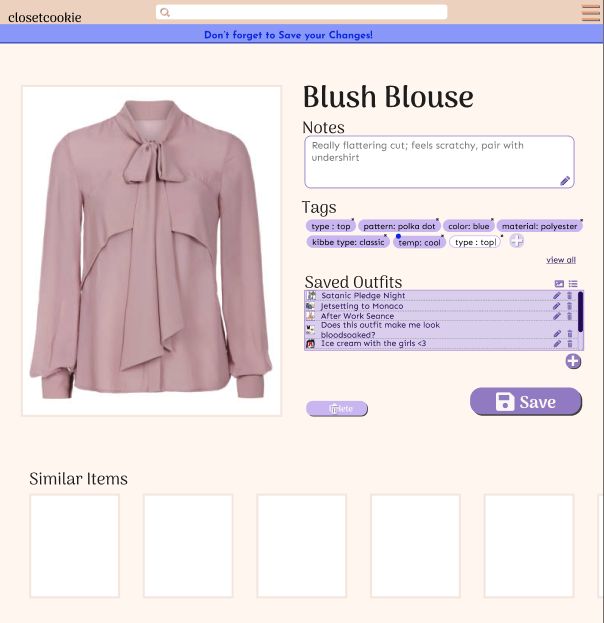 closetcookie
Don't forget to Save your Changes!
Blush Blouse
Notes
Really flattering cut; feels scratchy, pair with
undershirt
Tags
type : top
pattern: polka dot
color: blue
material: polyester
kibbe type: classic
temp: cool
type : top|
view all
Saved Outfits
Satanic Pledge Night
Jetsetting to Monaco
After Work Seance
Does this outfit make me look
bloodsoaked?
Ice cream with the girls <3
Delete
Save
Similar Items